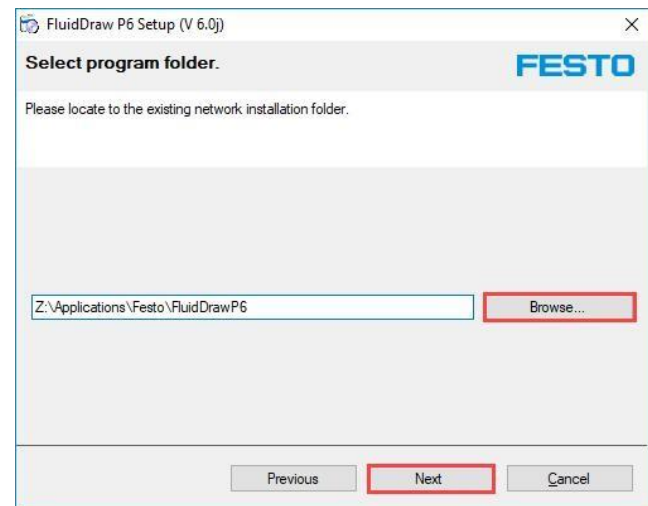 FluidDraw P6 Setup (V 6.0j)
Select program folder.
FESTO
Please locate to the existing network installation folder.
Z:\Applications\Festo\FluidDrawP6
Browse...
Previous
Next
Cancel